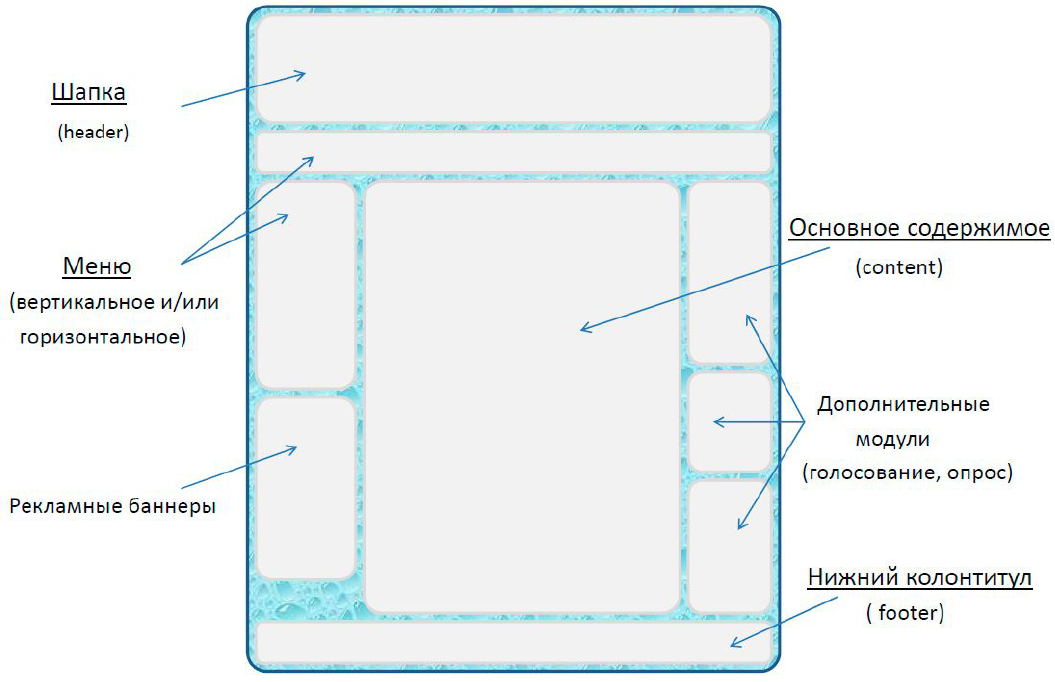 Шапка
(header)
Меню
(вертикальное и/или
горизонтальное)
Рекламные баннеры
Основное содержимое
(content)
Дополнительные
модули
(голосование, опрос)
Нижний колонтитул
( footer)